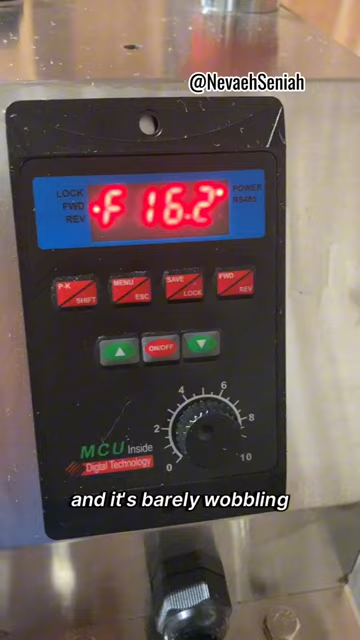 @NevaehSeniah
LOCK
FWD
REV
F 16.2
POWER
RS485
P-K
SHIFT
MENU
ESC
SAVE
LOCK
FWD
REV
ON/OFF
0
2
4
6
8
10
MCU Inside
Digtal Technology
and it's barely wobbling